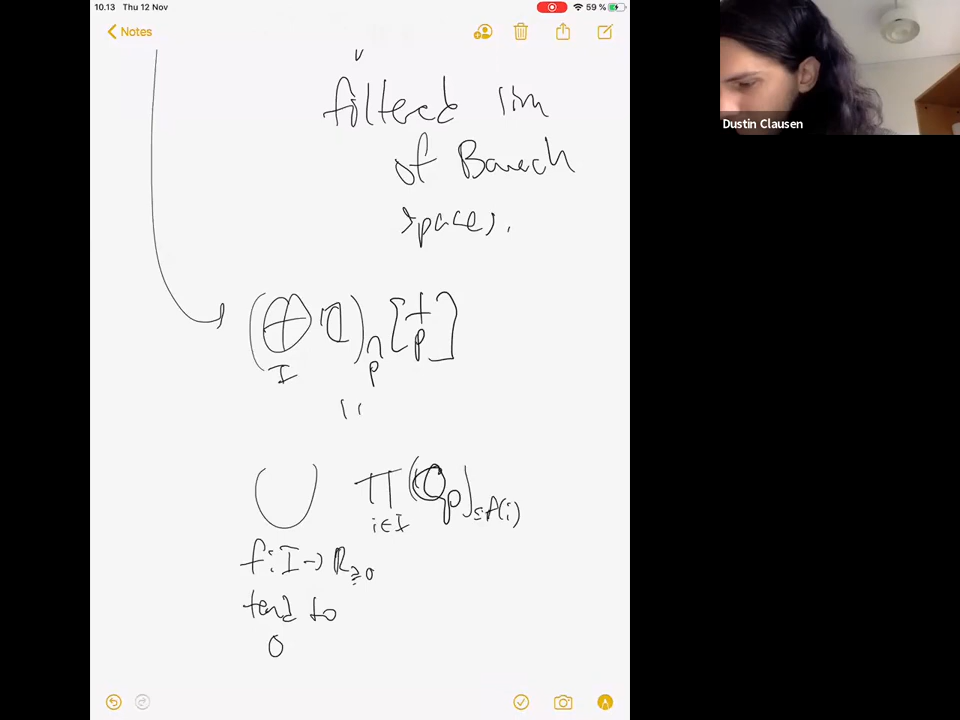 10.13 Thu 12 Nov
59 %
Notes
Dustin Clausen
filtered lim
of Banach
spaces.
(⊕ ℤ)^_p [1/p]
I
"
⋃ ∏ (ℚ_p)_{≤f(i)}
i∈I
f: I → ℝ_{≥0}
tend to
0